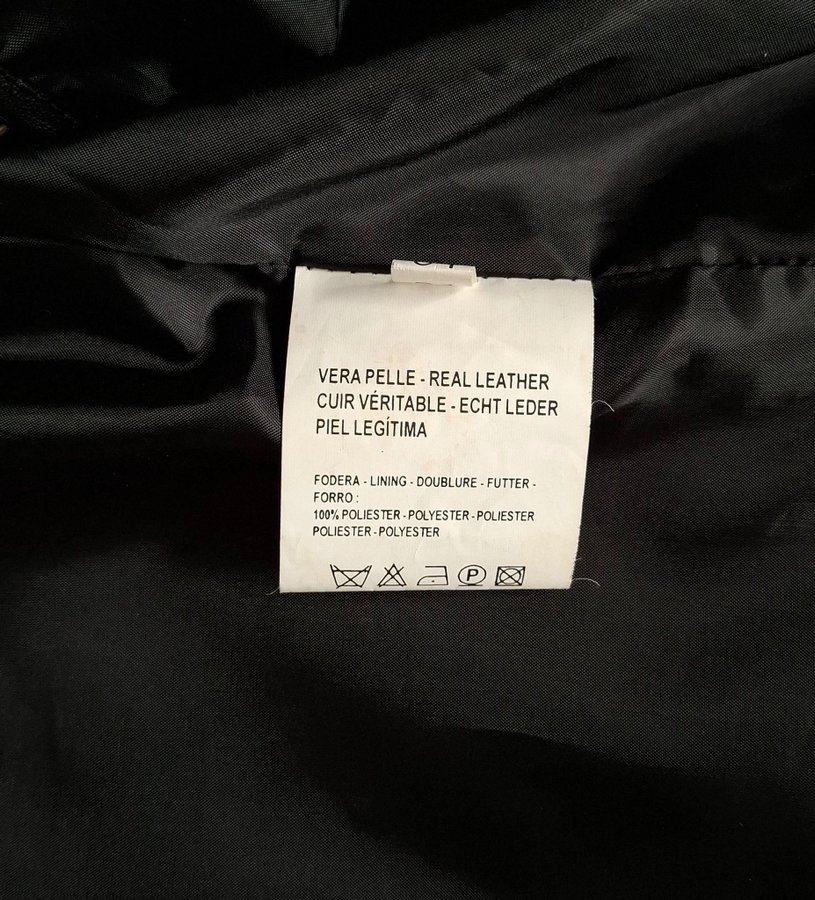 VERA PELLE - REAL LEATHER
CUIR VÉRITABLE - ECHT LEDER
PIEL LEGÍTIMA
FODERA - LINING - DOUBLURE - FUTTER -
FORRO :
100% POLIESTER - POLYESTER - POLIESTER
POLIESTER - POLYESTER
P